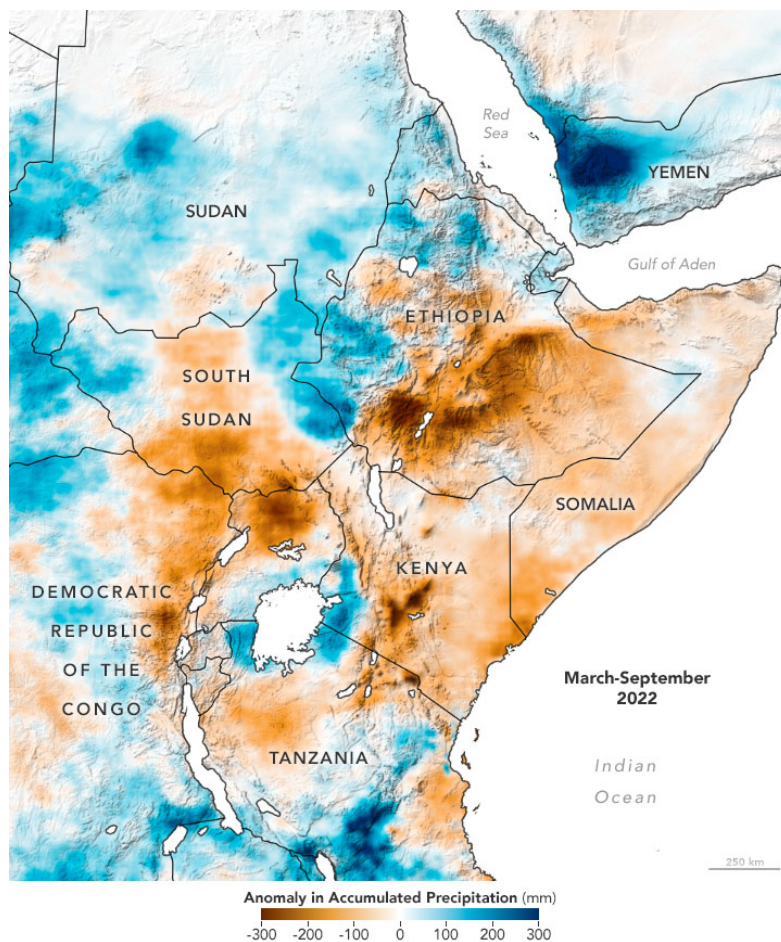 Red
Sea
YEMEN
SUDAN
Gulf of Aden
ETHIOPIA
SOUTH
SUDAN
SOMALIA
KENYA
DEMOCRATIC
REPUBLIC
OF THE
CONGO
March-September
2022
TANZANIA
Indian
Ocean
250 km
Anomaly in Accumulated Precipitation (mm)
-300 -200 -100 0 100 200 300